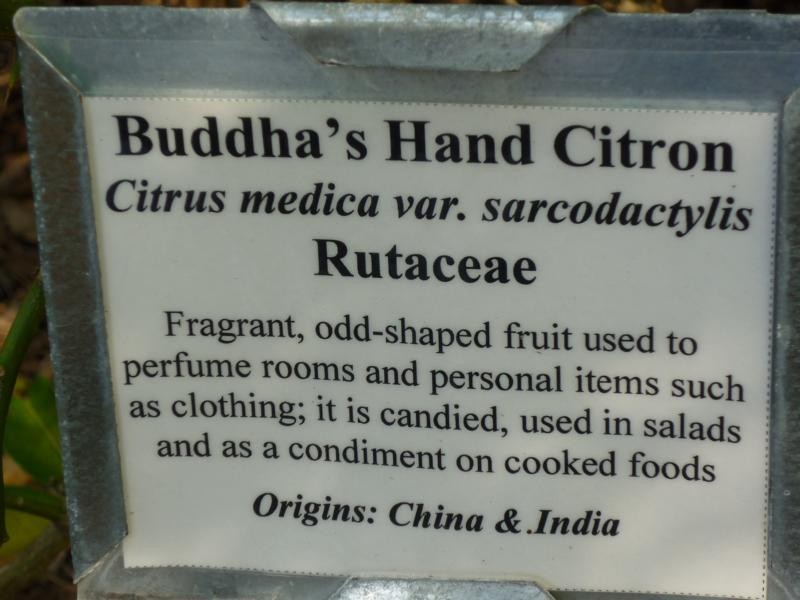 Buddha's Hand Citron
Citrus medica var. sarcodactylis
Rutaceae
Fragrant, odd-shaped fruit used to
perfume rooms and personal items such
as clothing; it is candied, used in salads
and as a condiment on cooked foods
Origins: China & .India